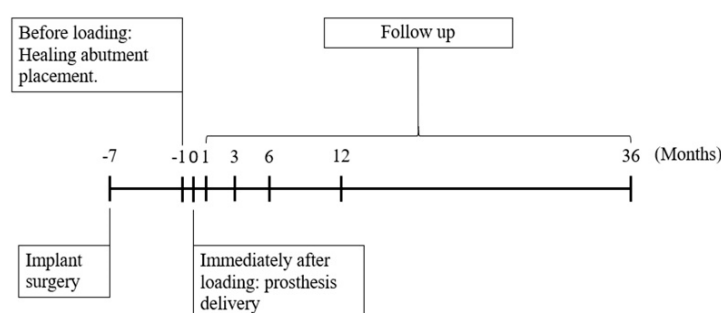 Before loading:
Healing abutment
placement.
Follow up
-7 -1 0 1 3 6 12 36 (Months)
Implant
surgery
Immediately after
loading: prosthesis
delivery